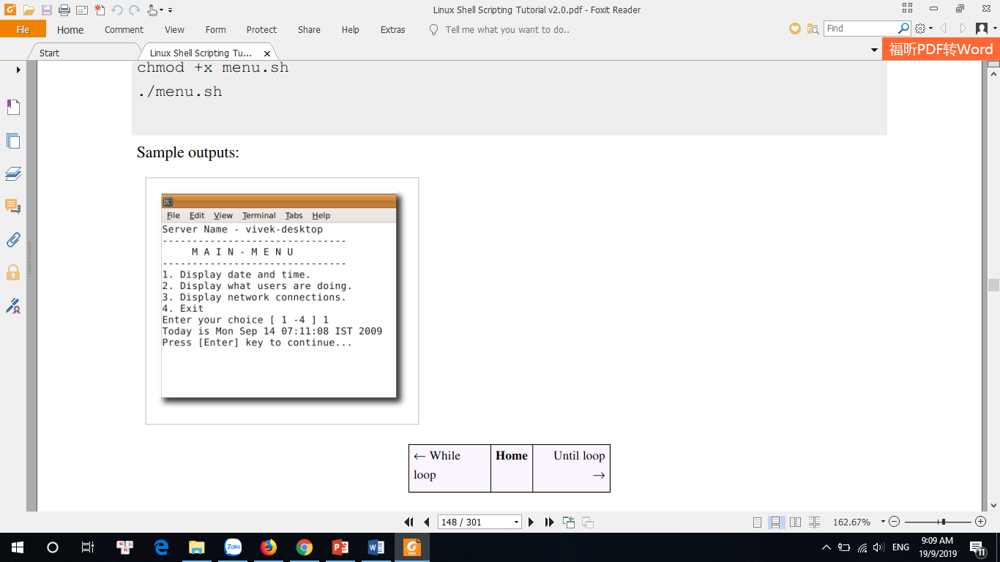 Linux Shell Scripting Tutorial v2.0.pdf - Foxit Reader
File Home Comment View Form Protect Share Help Extras Tell me what you want to do.. Find
Start Linux Shell Scripting Tu... 福昕PDF转Word
chmod +x menu.sh
./menu.sh
Sample outputs:
File Edit View Terminal Tabs Help
Server Name - vivek-desktop
-------------------------------
M A I N - M E N U
-------------------------------
1. Display date and time.
2. Display what users are doing.
3. Display network connections.
4. Exit
Enter your choice [ 1 -4 ] 1
Today is Mon Sep 14 07:11:08 IST 2009
Press [Enter] key to continue...
← While loop
Home
Until loop →
148 / 301 162.67%
Zalo
PDF
ENG
9:09 AM
19/9/2019
11